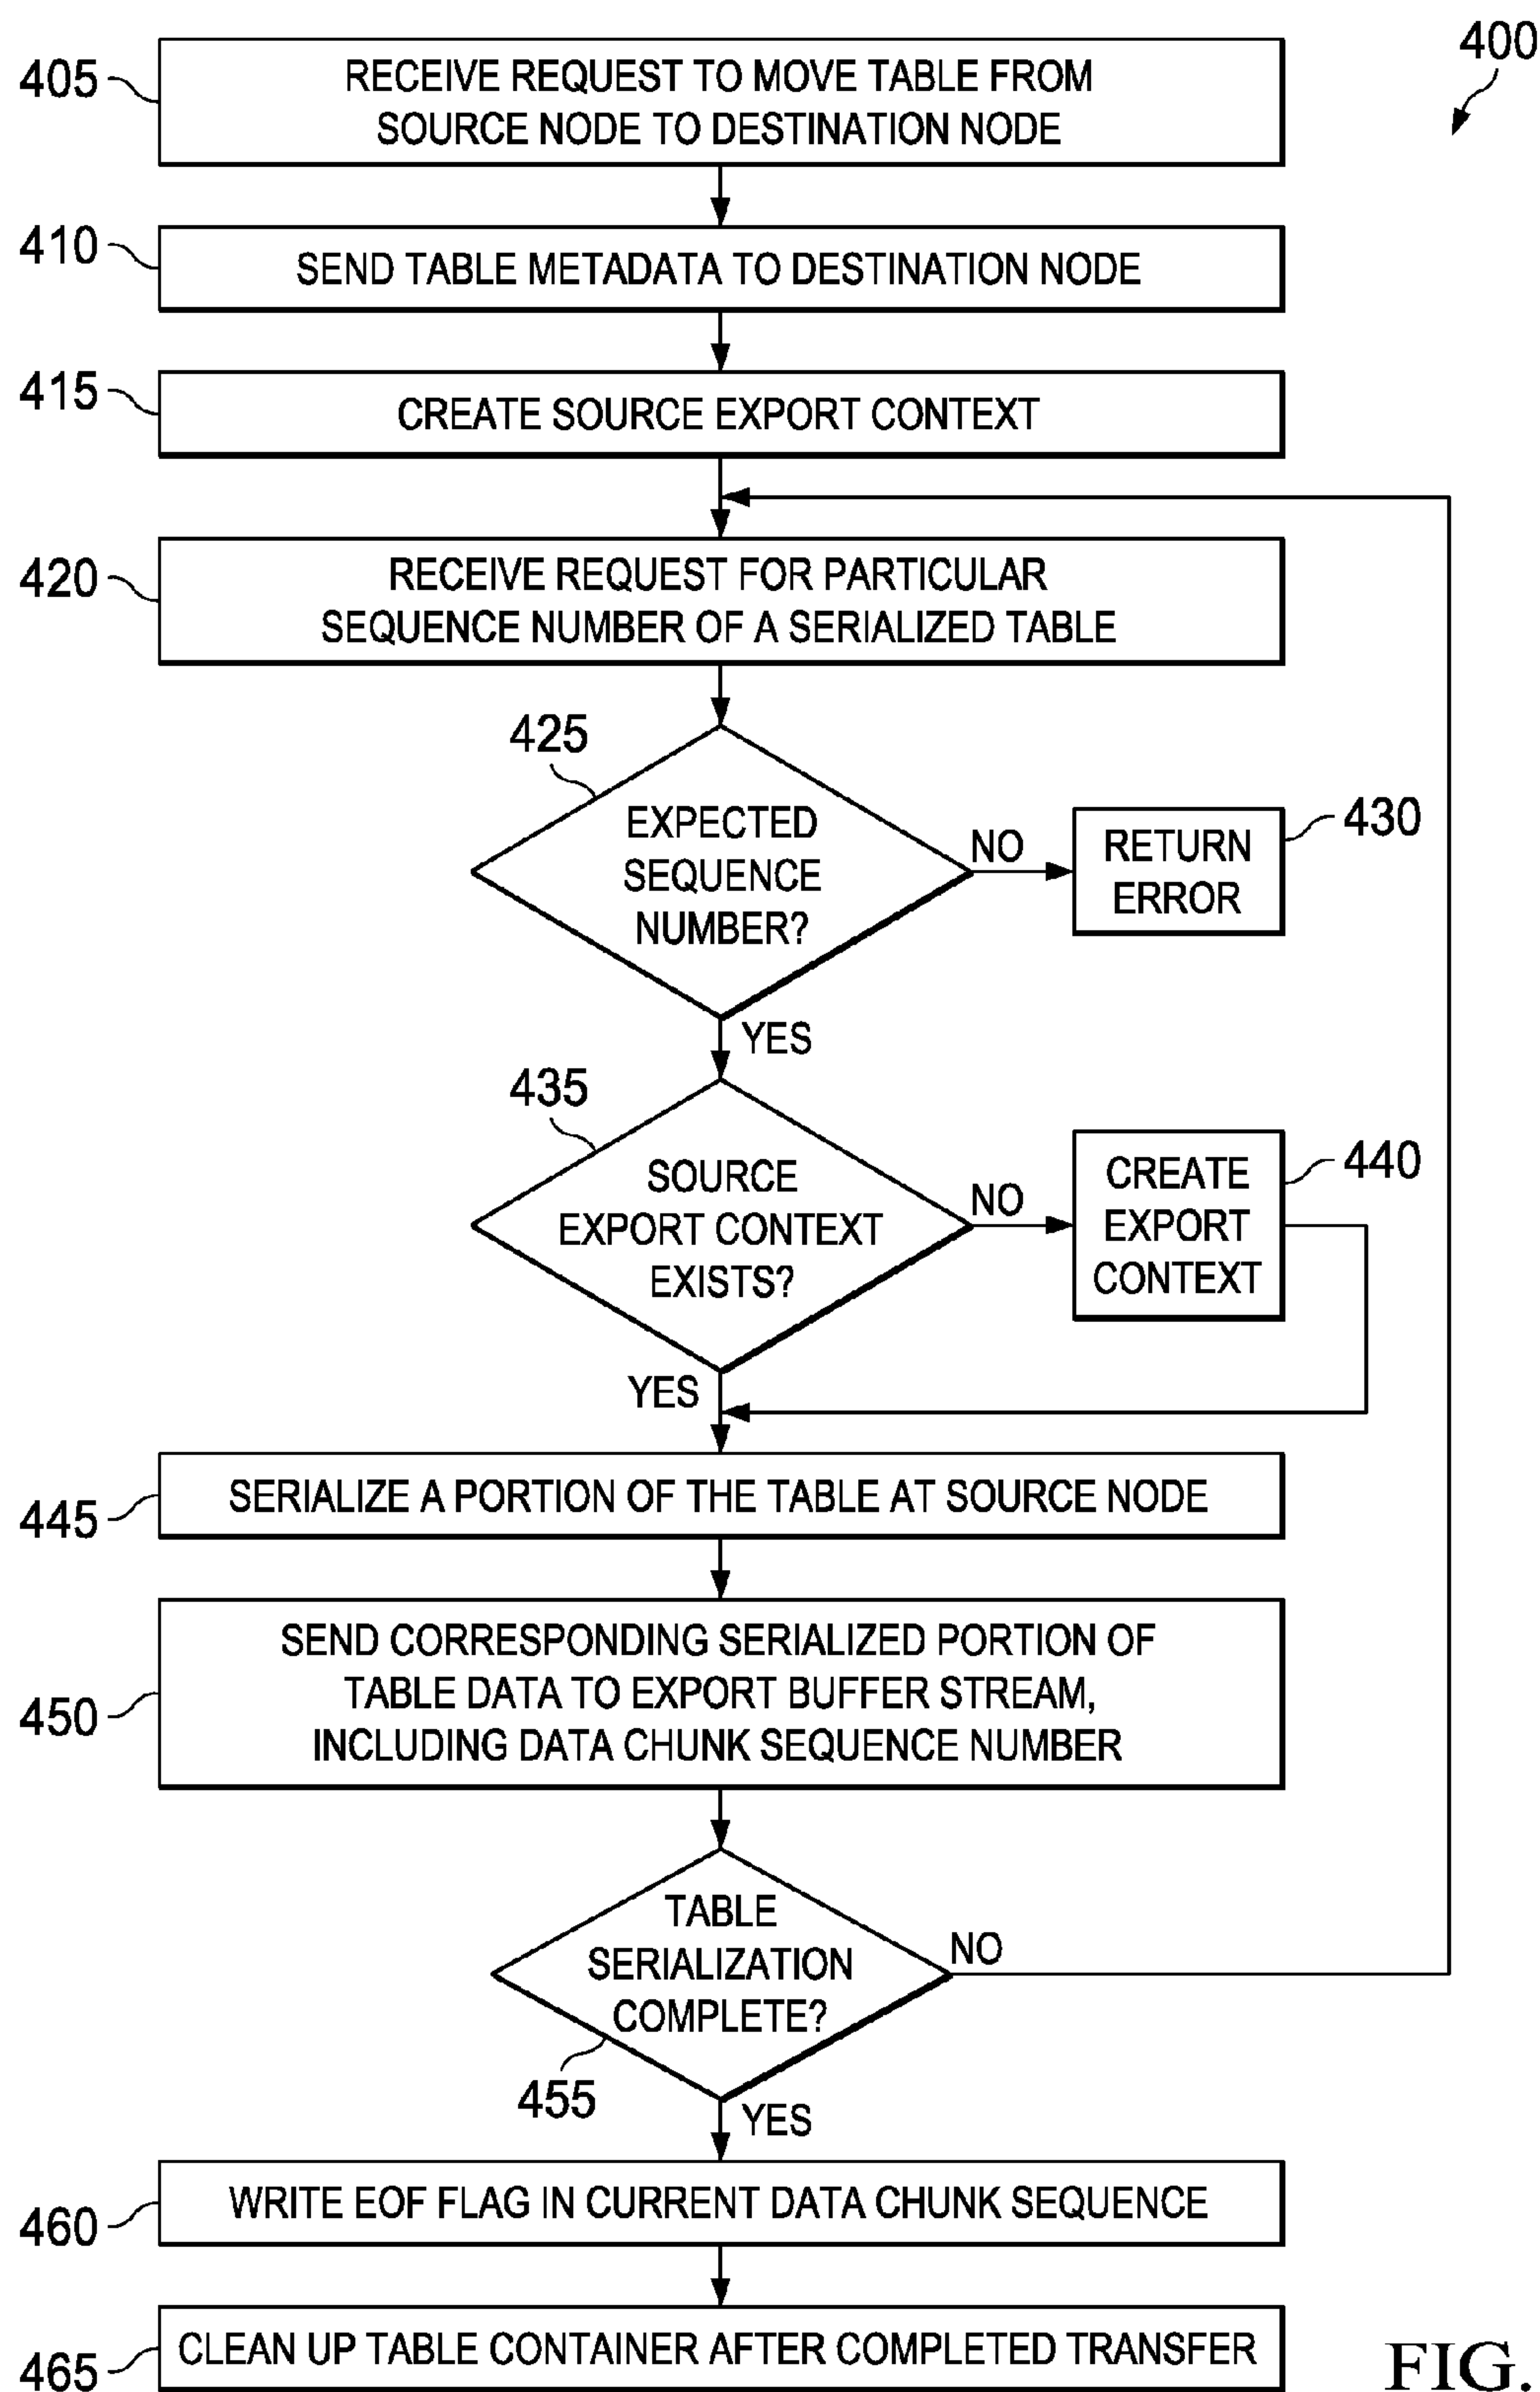 400
405
RECEIVE REQUEST TO MOVE TABLE FROM
SOURCE NODE TO DESTINATION NODE
410
SEND TABLE METADATA TO DESTINATION NODE
415
CREATE SOURCE EXPORT CONTEXT
420
RECEIVE REQUEST FOR PARTICULAR
SEQUENCE NUMBER OF A SERIALIZED TABLE
425
EXPECTED
SEQUENCE
NUMBER?
NO
RETURN
ERROR
430
YES
435
SOURCE
EXPORT CONTEXT
EXISTS?
NO
CREATE
EXPORT
CONTEXT
440
YES
445
SERIALIZE A PORTION OF THE TABLE AT SOURCE NODE
450
SEND CORRESPONDING SERIALIZED PORTION OF
TABLE DATA TO EXPORT BUFFER STREAM,
INCLUDING DATA CHUNK SEQUENCE NUMBER
TABLE
SERIALIZATION
COMPLETE?
NO
455
YES
460
WRITE EOF FLAG IN CURRENT DATA CHUNK SEQUENCE
465
CLEAN UP TABLE CONTAINER AFTER COMPLETED TRANSFER
FIG.